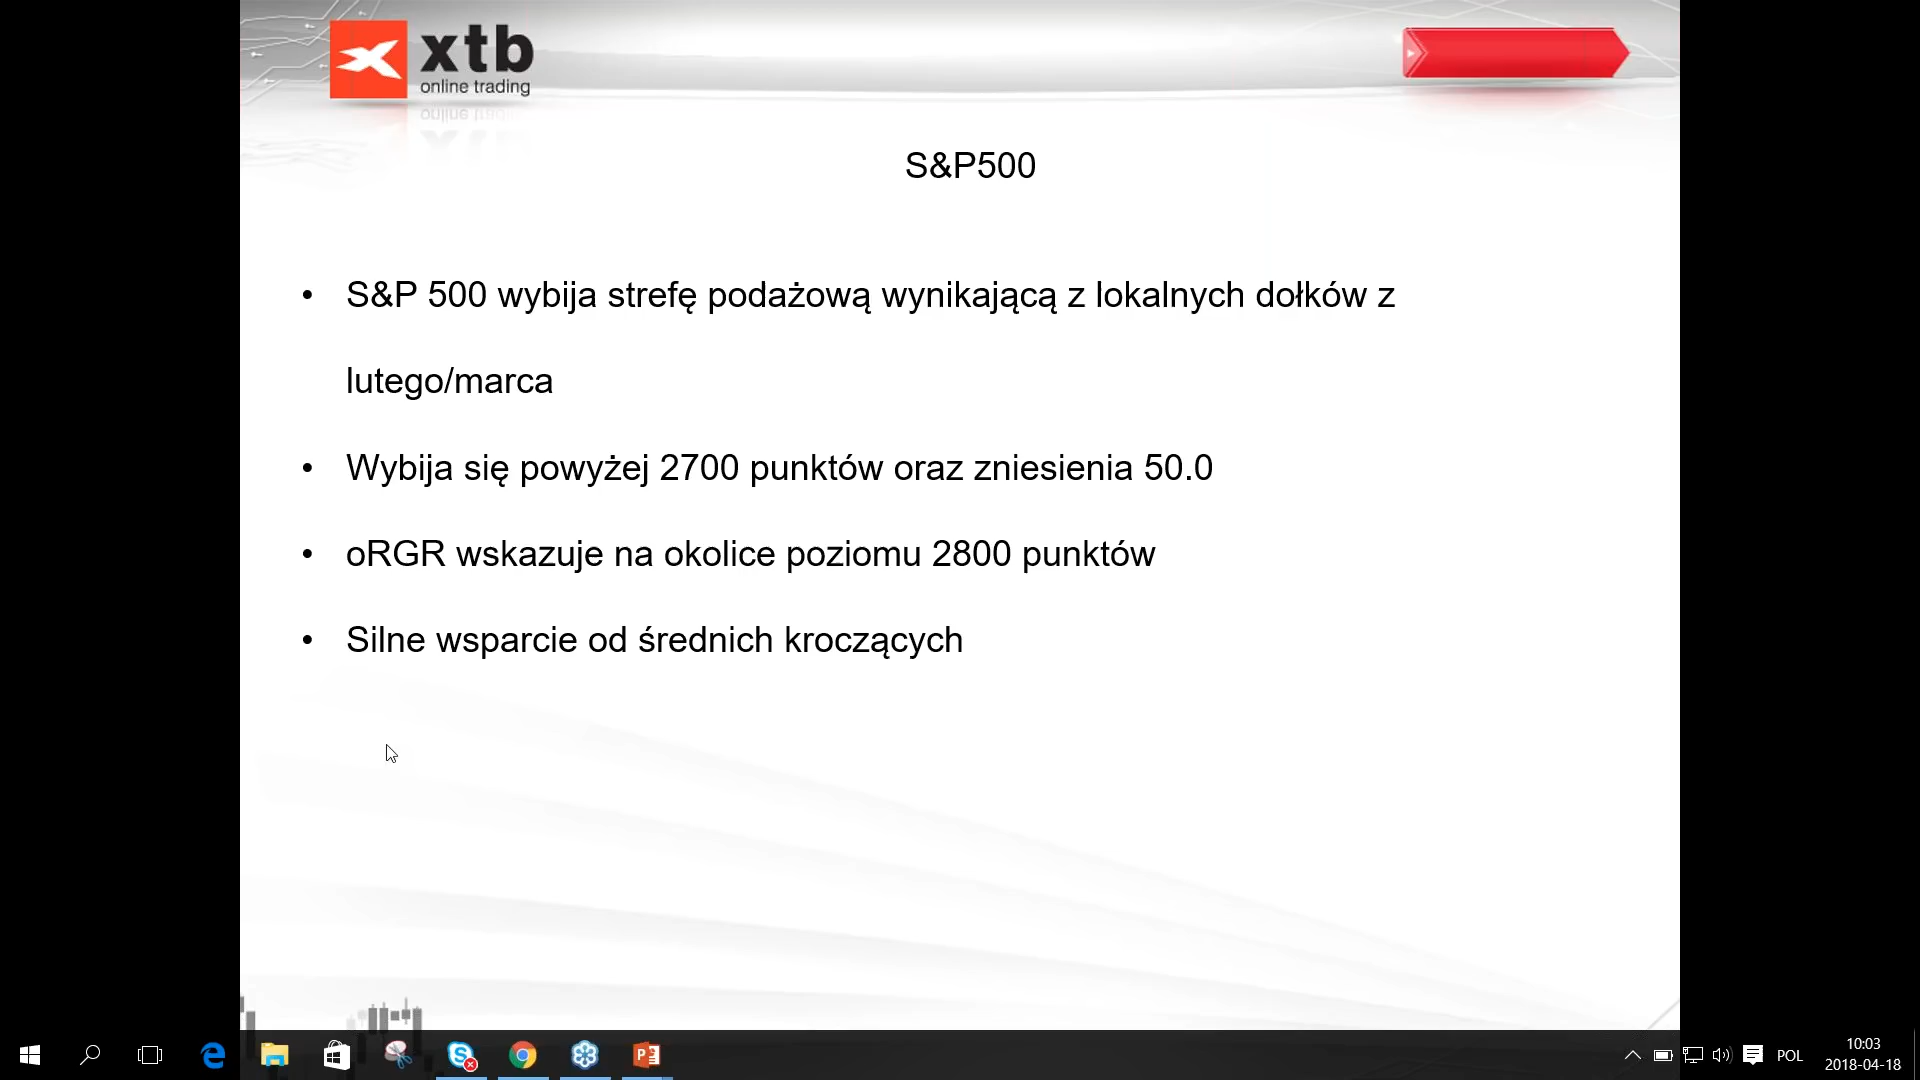 xtb
online trading
S&P500
• S&P 500 wybija strefę podażową wynikającą z lokalnych dołków z
lutego/marca
• Wybija się powyżej 2700 punktów oraz zniesienia 50.0
• oRGR wskazuje na okolice poziomu 2800 punktów
• Silne wsparcie od średnich kroczących
POL
10:03
2018-04-18